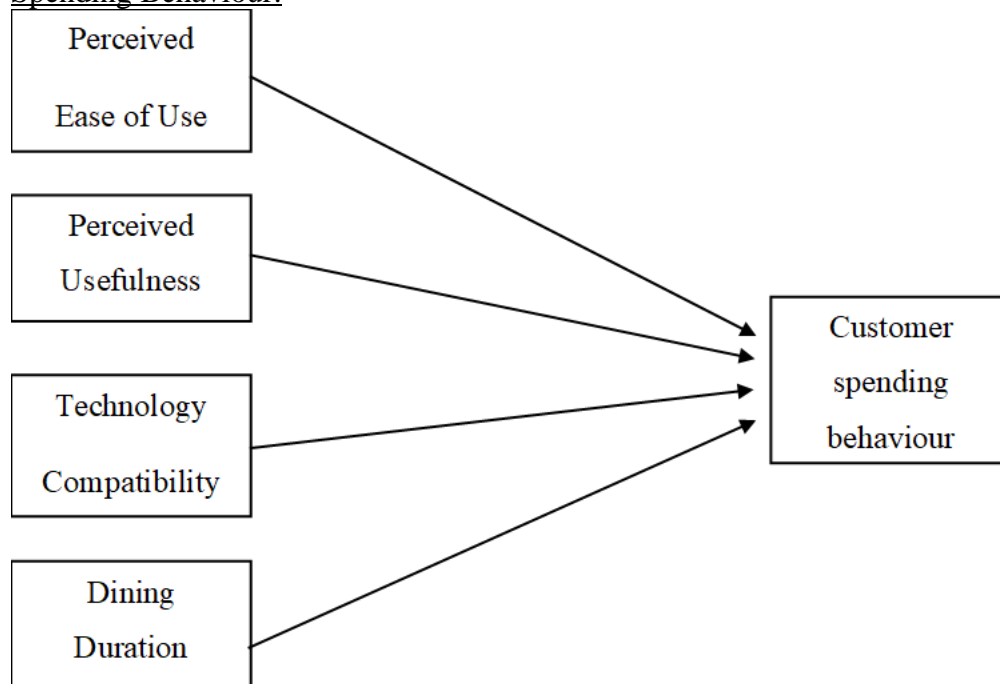 Spending Behaviour.
Perceived
Ease of Use
Perceived
Usefulness
Technology
Compatibility
Dining
Duration
Customer
spending
behaviour